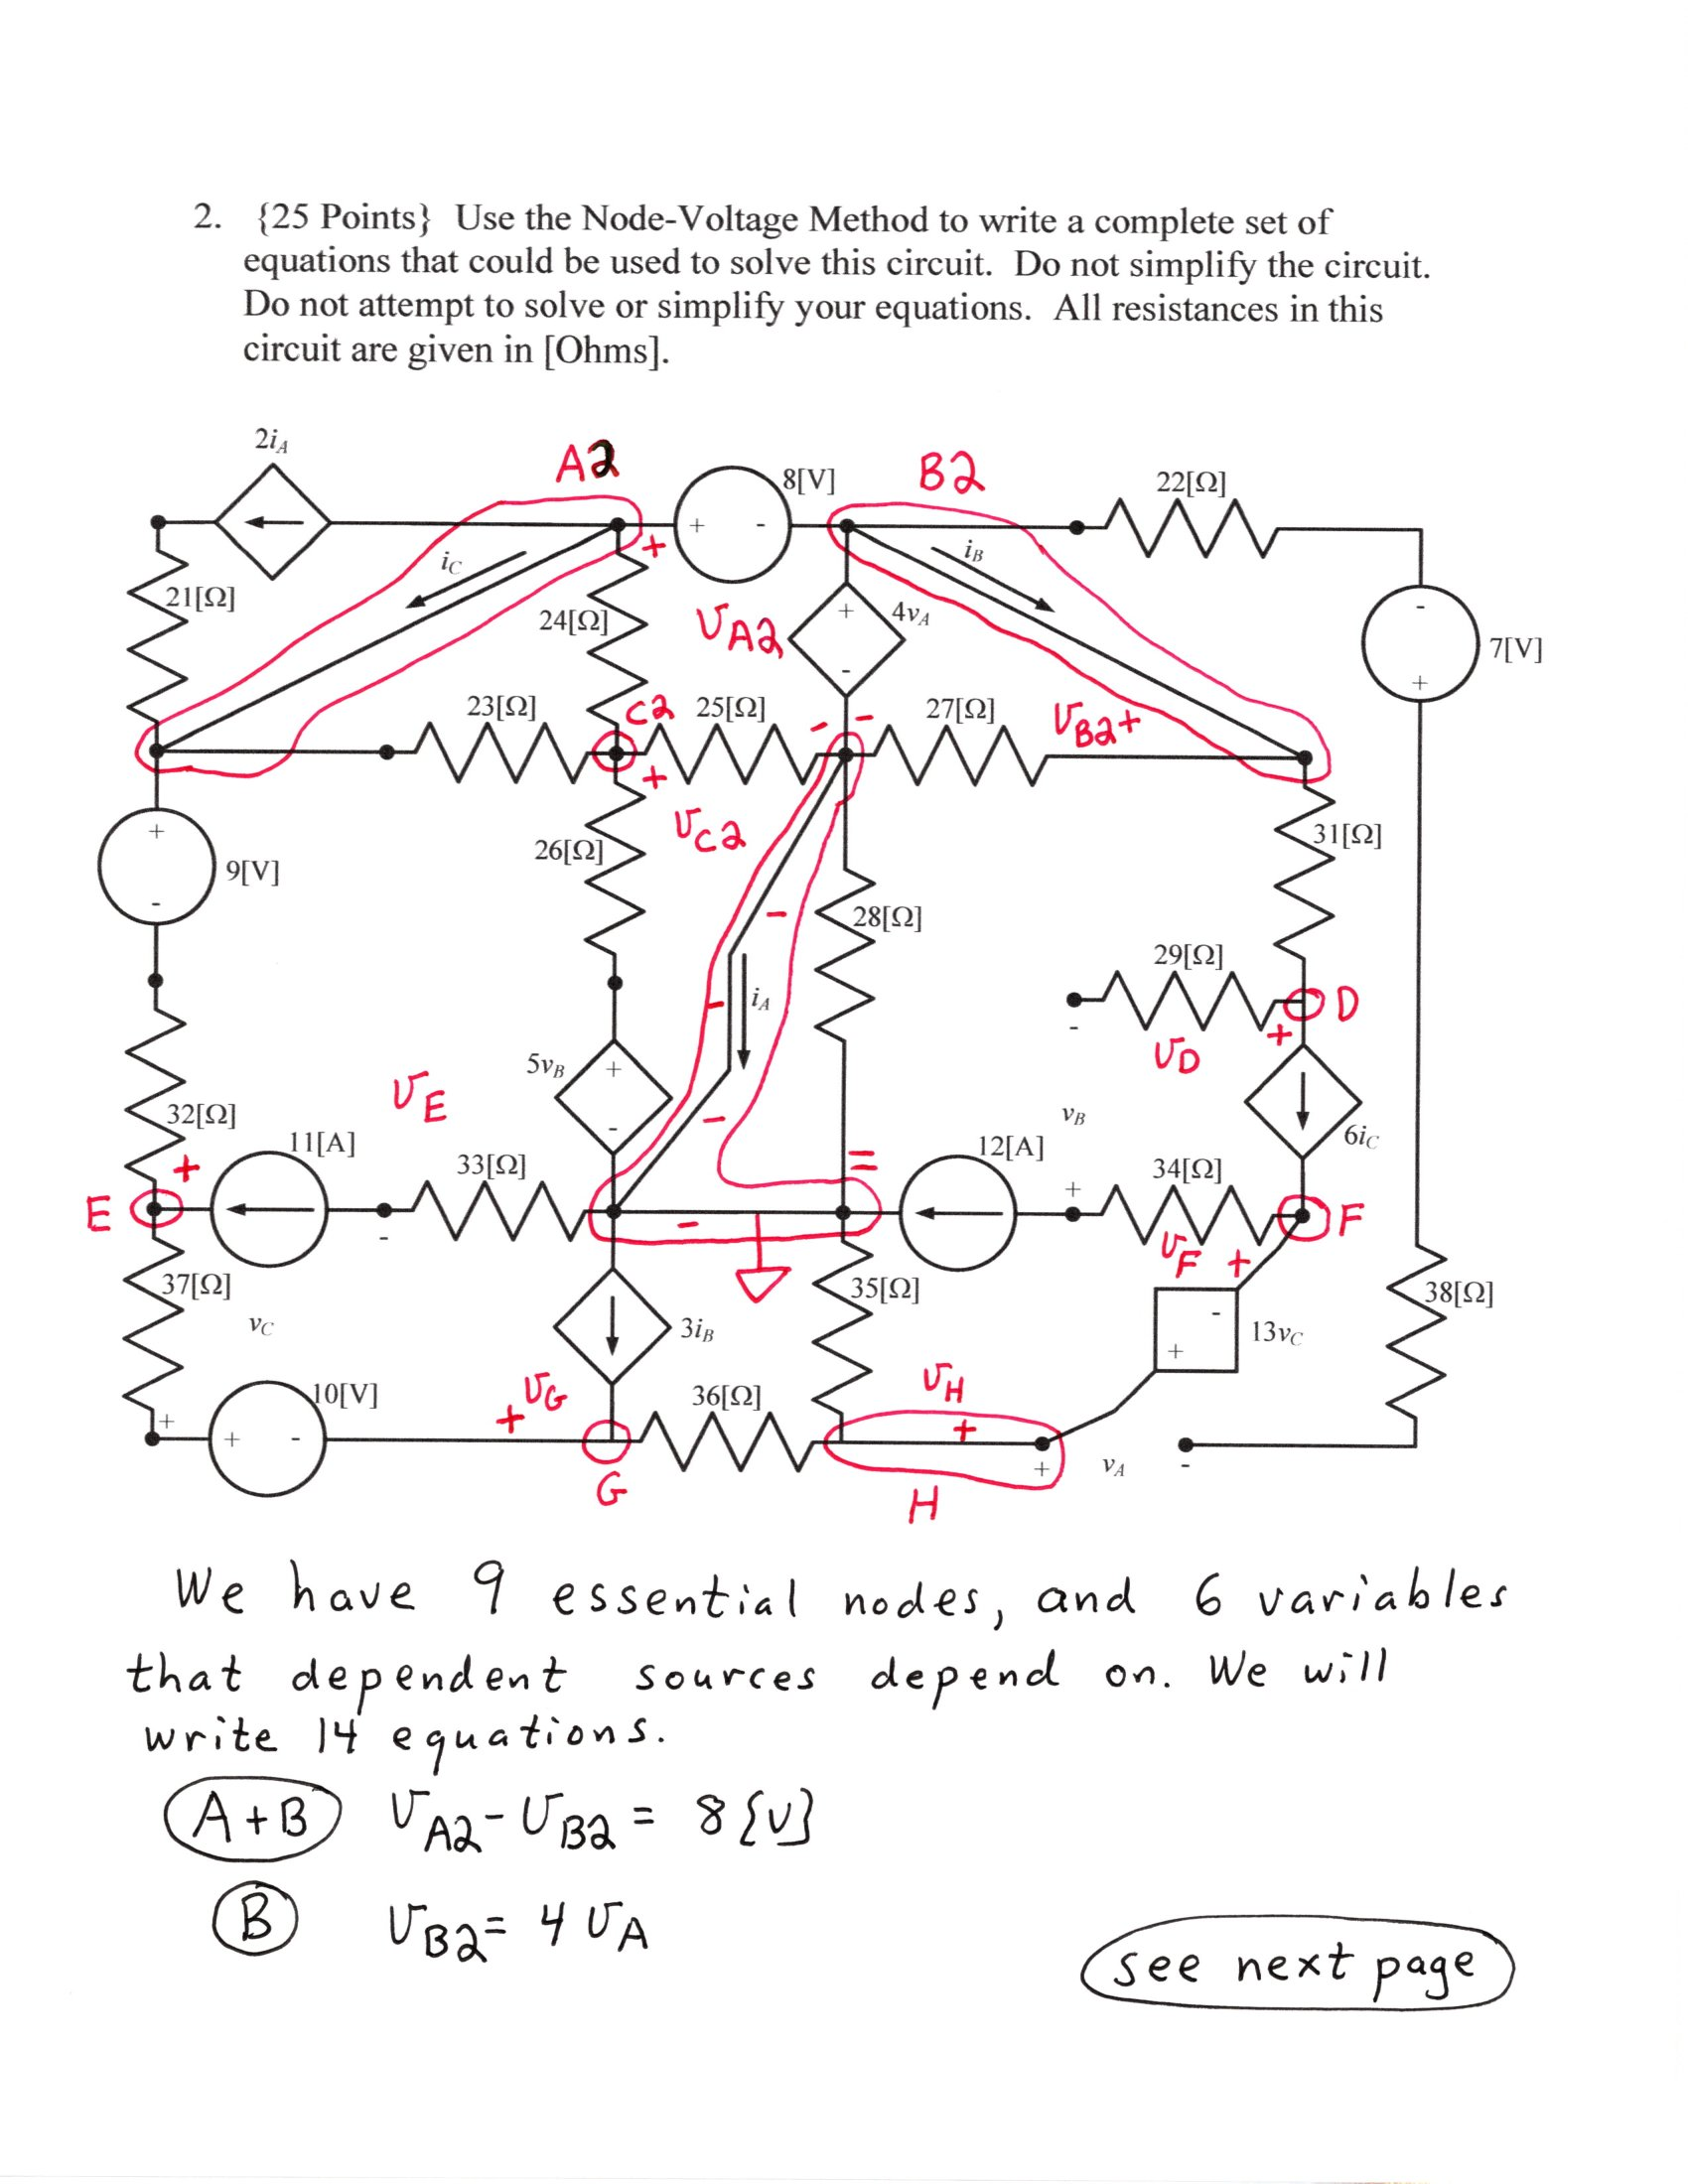 2. {25 Points} Use the Node-Voltage Method to write a complete set of
equations that could be used to solve this circuit. Do not simplify the circuit.
Do not attempt to solve or simplify your equations. All resistances in this
circuit are given in [Ohms].
2iA
A2
8[V]
B2
22[Ω]
+ -
+
iC
iB
21[Ω]
24[Ω]
vA2
+
4vA
-
-
7[V]
+
23[Ω]
C2
25[Ω]
- -
27[Ω]
vB2+
+
vC2
26[Ω]
+
9[V]
-
31[Ω]
28[Ω]
-
-
iA
29[Ω]
D
-
+
vD
5vB
+
-
vE
-
vB
6iC
32[Ω]
11[A]
33[Ω]
12[A]
34[Ω]
+
E
-
-
=
+
F
vF +
37[Ω]
vC
3iB
35[Ω]
-
+
13vC
38[Ω]
10[V]
+
+ -
+ vG
36[Ω]
vH
+
+
vA
-
G
H
We have 9 essential nodes, and 6 variables
that dependent sources depend on. We will
write 14 equations.
A+B vA2 - vB2 = 8{V}
B vB2 = 4 vA
see next page